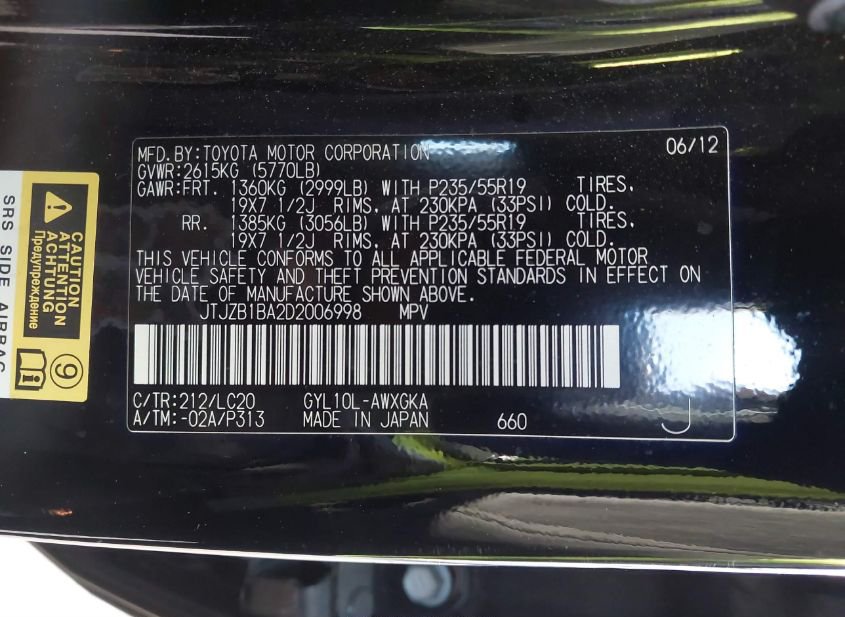 MFD.BY:TOYOTA MOTOR CORPORATION 06/12
GVWR:2615KG (5770LB)
GAWR:FRT. 1360KG (2999LB) WITH P235/55R19 TIRES,
19X7 1/2J RIMS, AT 230KPA (33PSI) COLD.
RR. 1385KG (3056LB) WITH P235/55R19 TIRES,
19X7 1/2J RIMS, AT 230KPA (33PSI) COLD.
THIS VEHICLE CONFORMS TO ALL APPLICABLE FEDERAL MOTOR
VEHICLE SAFETY AND THEFT PREVENTION STANDARDS IN EFFECT ON
THE DATE OF MANUFACTURE SHOWN ABOVE.
JTJZB1BA2D2006998 MPV
C/TR:212/LC20 GYL10L-AWXGKA
A/TM:-02A/P313 MADE IN JAPAN 660 J
CAUTION
ATTENTION
ACHTUNG
Предупреждение
9
SRS SIDE AIRBAG